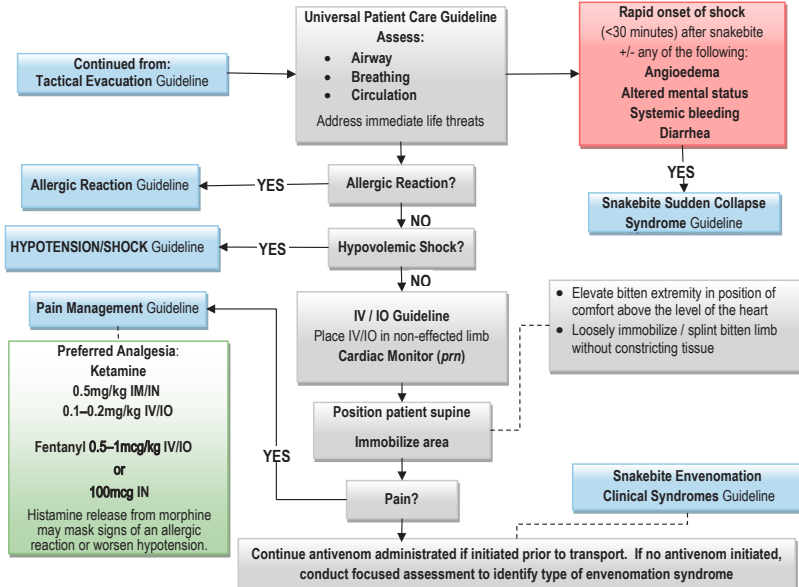 Universal Patient Care Guideline
Assess:
• Airway
• Breathing
• Circulation
Address immediate life threats
Continued from:
Tactical Evacuation Guideline
Rapid onset of shock
(<30 minutes) after snakebite
+/- any of the following:
Angioedema
Altered mental status
Systemic bleeding
Diarrhea
YES
Snakebite Sudden Collapse
Syndrome Guideline
Allergic Reaction?
YES
Allergic Reaction Guideline
NO
Hypovolemic Shock?
YES
HYPOTENSION/SHOCK Guideline
NO
IV / IO Guideline
Place IV/IO in non-effected limb
Cardiac Monitor (prn)
• Elevate bitten extremity in position of
comfort above the level of the heart
• Loosely immobilize / splint bitten limb
without constricting tissue
Position patient supine
Immobilize area
Pain?
YES
Pain Management Guideline
Preferred Analgesia:
Ketamine
0.5mg/kg IM/IN
0.1–0.2mg/kg IV/IO
Fentanyl 0.5–1mcg/kg IV/IO
or
100mcg IN
Histamine release from morphine
may mask signs of an allergic
reaction or worsen hypotension.
Snakebite Envenomation
Clinical Syndromes Guideline
Continue antivenom administrated if initiated prior to transport. If no antivenom initiated,
conduct focused assessment to identify type of envenomation syndrome